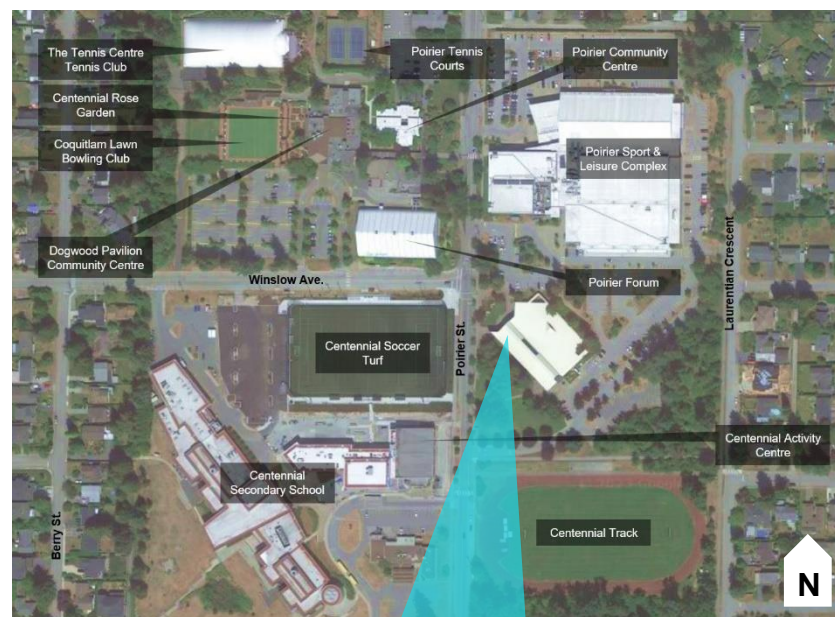 The Tennis Centre
Tennis Club
Poirier Tennis
Courts
Poirier Community
Centre
Centennial Rose
Garden
Coquitlam Lawn
Bowling Club
Poirier Sport &
Leisure Complex
Dogwood Pavilion
Community Centre
Winslow Ave.
Poirier Forum
Laurentian Crescent
Centennial Soccer
Turf
Poirier St.
Centennial Activity
Centre
Centennial
Secondary School
Berry St.
Centennial Track
N